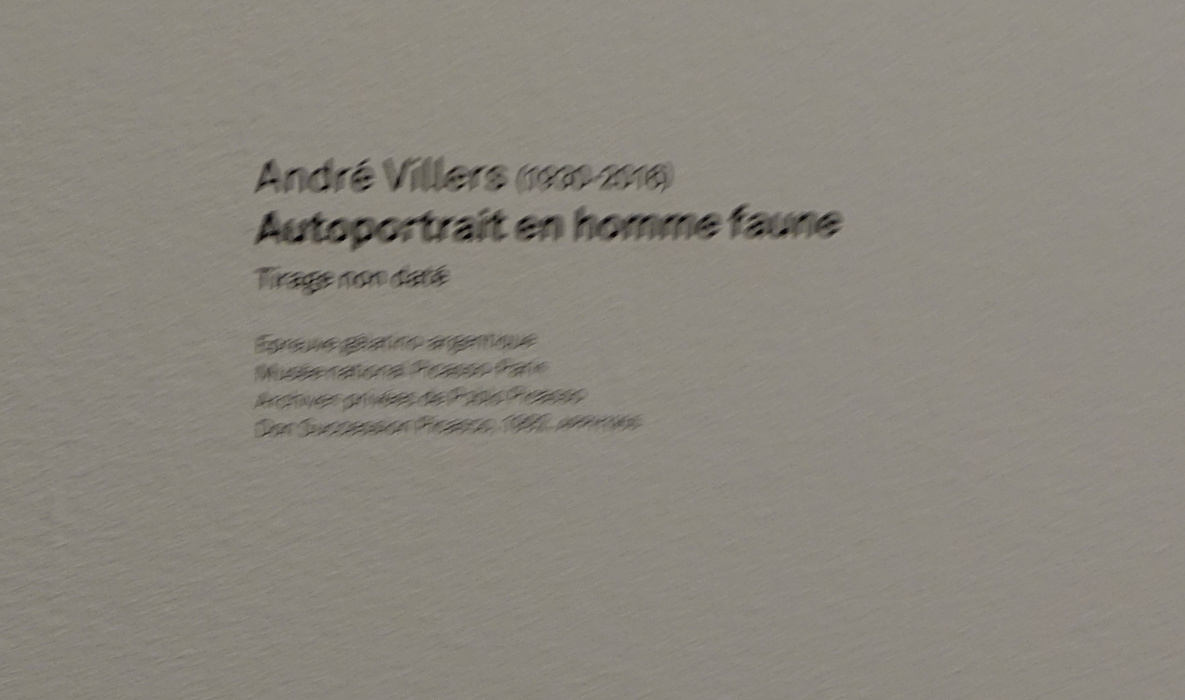 André Villers (1930-2016)
Autoportrait en homme faune
Tirage non daté
Épreuve gélatino-argentique
Musée national Picasso-Paris
Archives privées de Pablo Picasso
Don Succession Picasso, 1992.